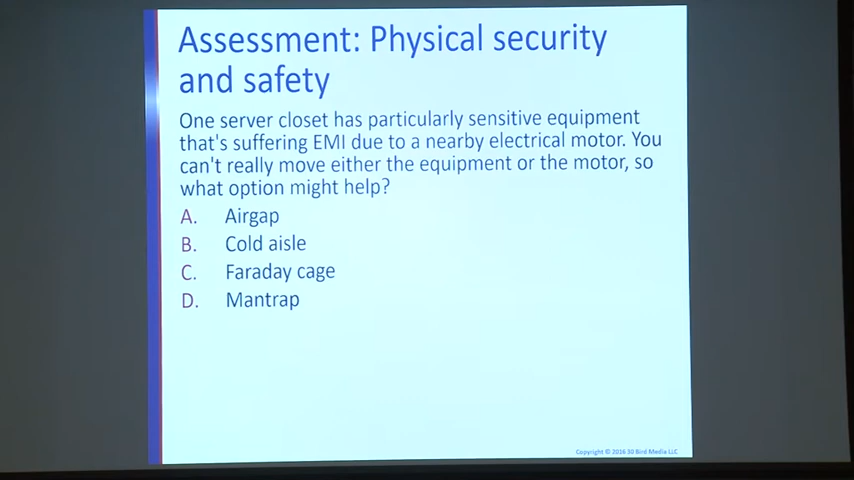 Assessment: Physical security
and safety
One server closet has particularly sensitive equipment
that's suffering EMI due to a nearby electrical motor. You
can't really move either the equipment or the motor, so
what option might help?
A. Airgap
B. Cold aisle
C. Faraday cage
D. Mantrap
Copyright © 2016 30 Bird Media LLC